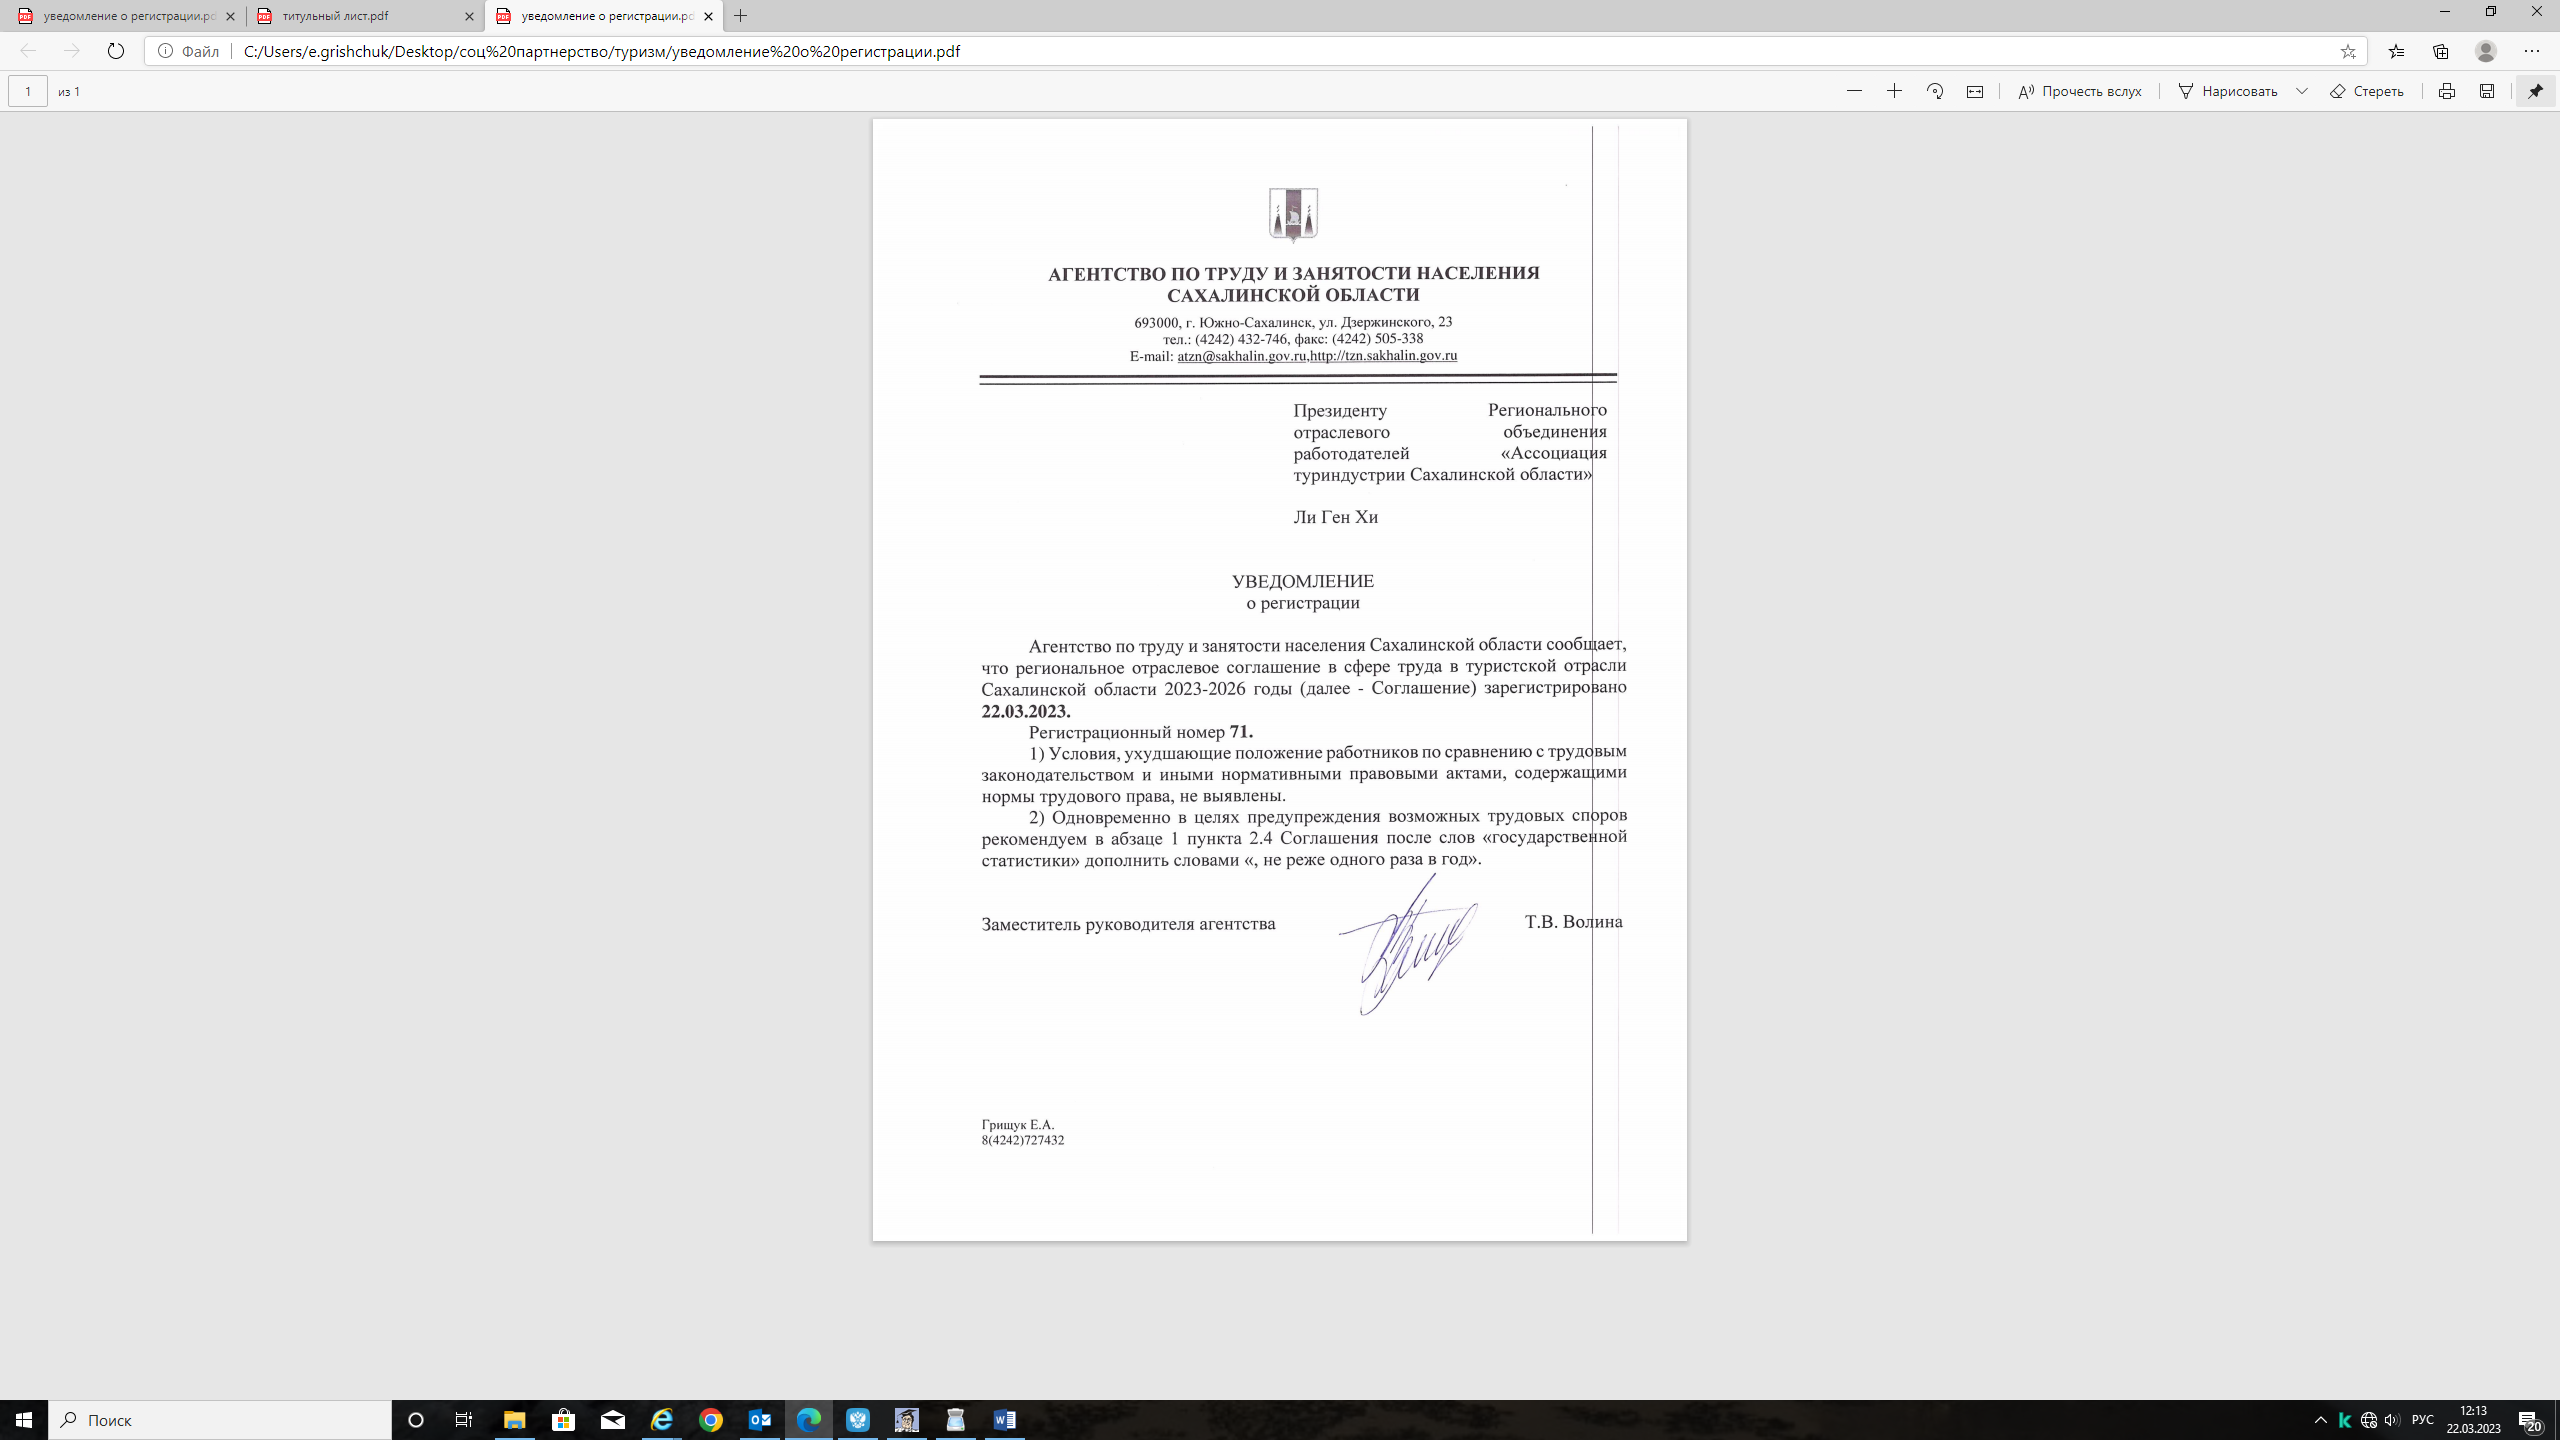 уведомление о регистрации.pd
титульный лист.pdf
уведомление о регистрации.pd
Файл
C:/Users/e.grishchuk/Desktop/соц%20партнерство/туризм/уведомление%20о%20регистрации.pdf
1 из 1
Прочесть вслух
Нарисовать
Стереть
АГЕНТСТВО ПО ТРУДУ И ЗАНЯТОСТИ НАСЕЛЕНИЯ
САХАЛИНСКОЙ ОБЛАСТИ
693000, г. Южно-Сахалинск, ул. Дзержинского, 23
тел.: (4242) 432-746, факс: (4242) 505-338
E-mail: atzn@sakhalin.gov.ru,http://tzn.sakhalin.gov.ru
Президенту Регионального
отраслевого объединения
работодателей «Ассоциация
туриндустрии Сахалинской области»
Ли Ген Хи
УВЕДОМЛЕНИЕ
о регистрации
Агентство по труду и занятости населения Сахалинской области сообщает,
что региональное отраслевое соглашение в сфере труда в туристской отрасли
Сахалинской области 2023-2026 годы (далее - Соглашение) зарегистрировано
22.03.2023.
Регистрационный номер 71.
1) Условия, ухудшающие положение работников по сравнению с трудовым
законодательством и иными нормативными правовыми актами, содержащими
нормы трудового права, не выявлены.
2) Одновременно в целях предупреждения возможных трудовых споров
рекомендуем в абзаце 1 пункта 2.4 Соглашения после слов «государственной
статистики» дополнить словами «, не реже одного раза в год».
Заместитель руководителя агентства Т.В. Волина
Грищук Е.А.
8(4242)727432
Поиск
РУС
12:13
22.03.2023
20